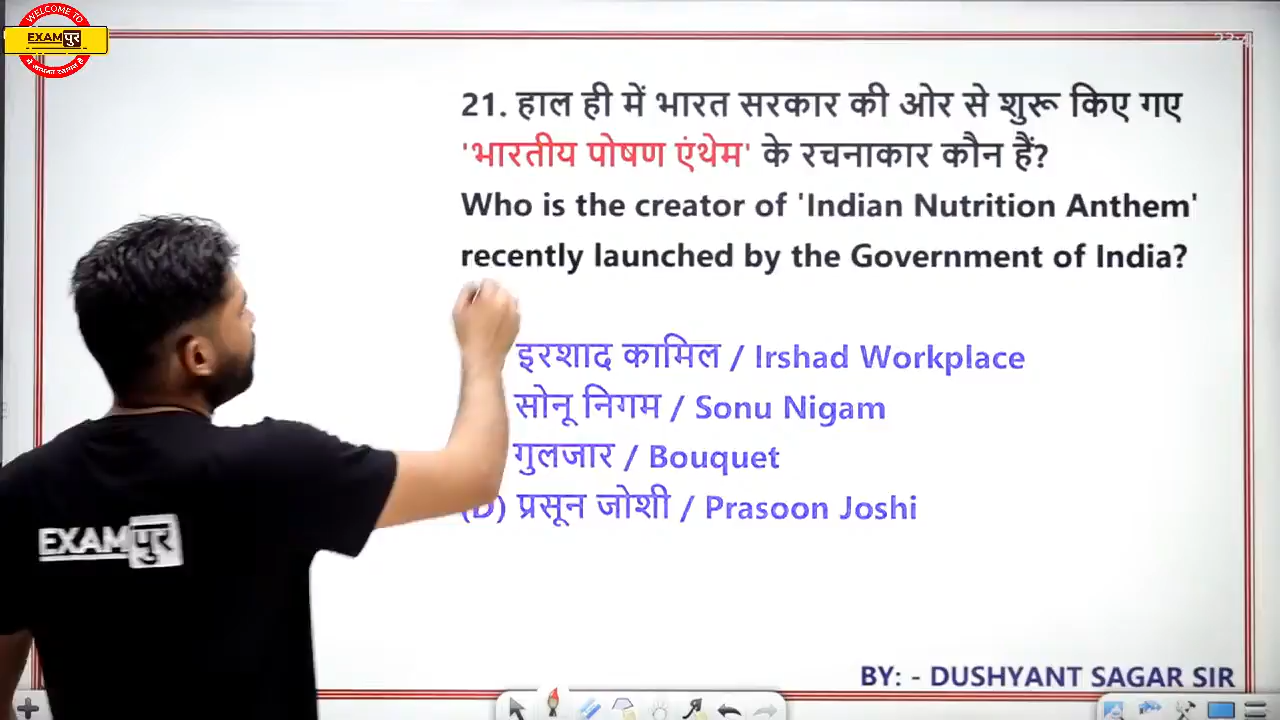 WELCOME TO
EXAMपुर
21. हाल ही में भारत सरकार की ओर से शुरू किए गए
'भारतीय पोषण एंथेम' के रचनाकार कौन हैं?
Who is the creator of 'Indian Nutrition Anthem'
recently launched by the Government of India?
इरशाद कामिल / Irshad Workplace
सोनू निगम / Sonu Nigam
गुलजार / Bouquet
(D) प्रसून जोशी / Prasoon Joshi
EXAMपुर
BY: - DUSHYANT SAGAR SIR